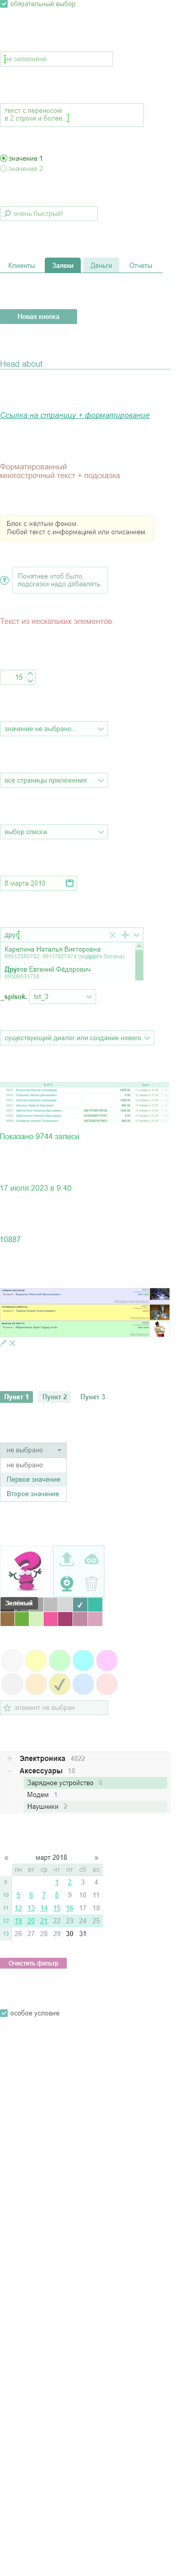 обязательный выбор
не заполнено
текст с переносом
в 2 строки и более.
значение 1
значение 2
очень быстрый!
Клиенты Заявки Деньги Отчеты
Новая кнопка
Head about
Ссылка на страницу + форматирование
Форматированный
многострочный текст + подсказка
Блок с жёлтым фоном.
Любой текст с информацией или описанием.
? Понятнее чтоб было,
подсказки надо добавлять.
Текст из нескольких элементов.
15
значение не выбрано...
все страницы приложения
выбор списка
8 марта 2018
друг
Карелина Наталья Викторовна
89512595752, 89117827474 (подруга Оксана)
Другов Евгений Фёдорович
89506531738
_spisok. txt_3
существующий диалог или создание нового
Показано 9744 записи
17 июля 2023 в 9:40
10887
Пункт 1 Пункт 2 Пункт 3
не выбрано
не выбрано
Первое значение
Второе значение
Зелёный
элемент не выбран
+ Электроника 4822
- Аксессуары 18
Зарядное устройство 6
Модем 1
Наушники 2
« март 2018 »
пн вт ср чт пт сб вс
9 1 2 3 4
10 5 6 7 8 9 10 11
11 12 13 14 15 16 17 18
12 19 20 21 22 23 24 25
13 26 27 28 29 30 31
Очистить фильтр
особое условие